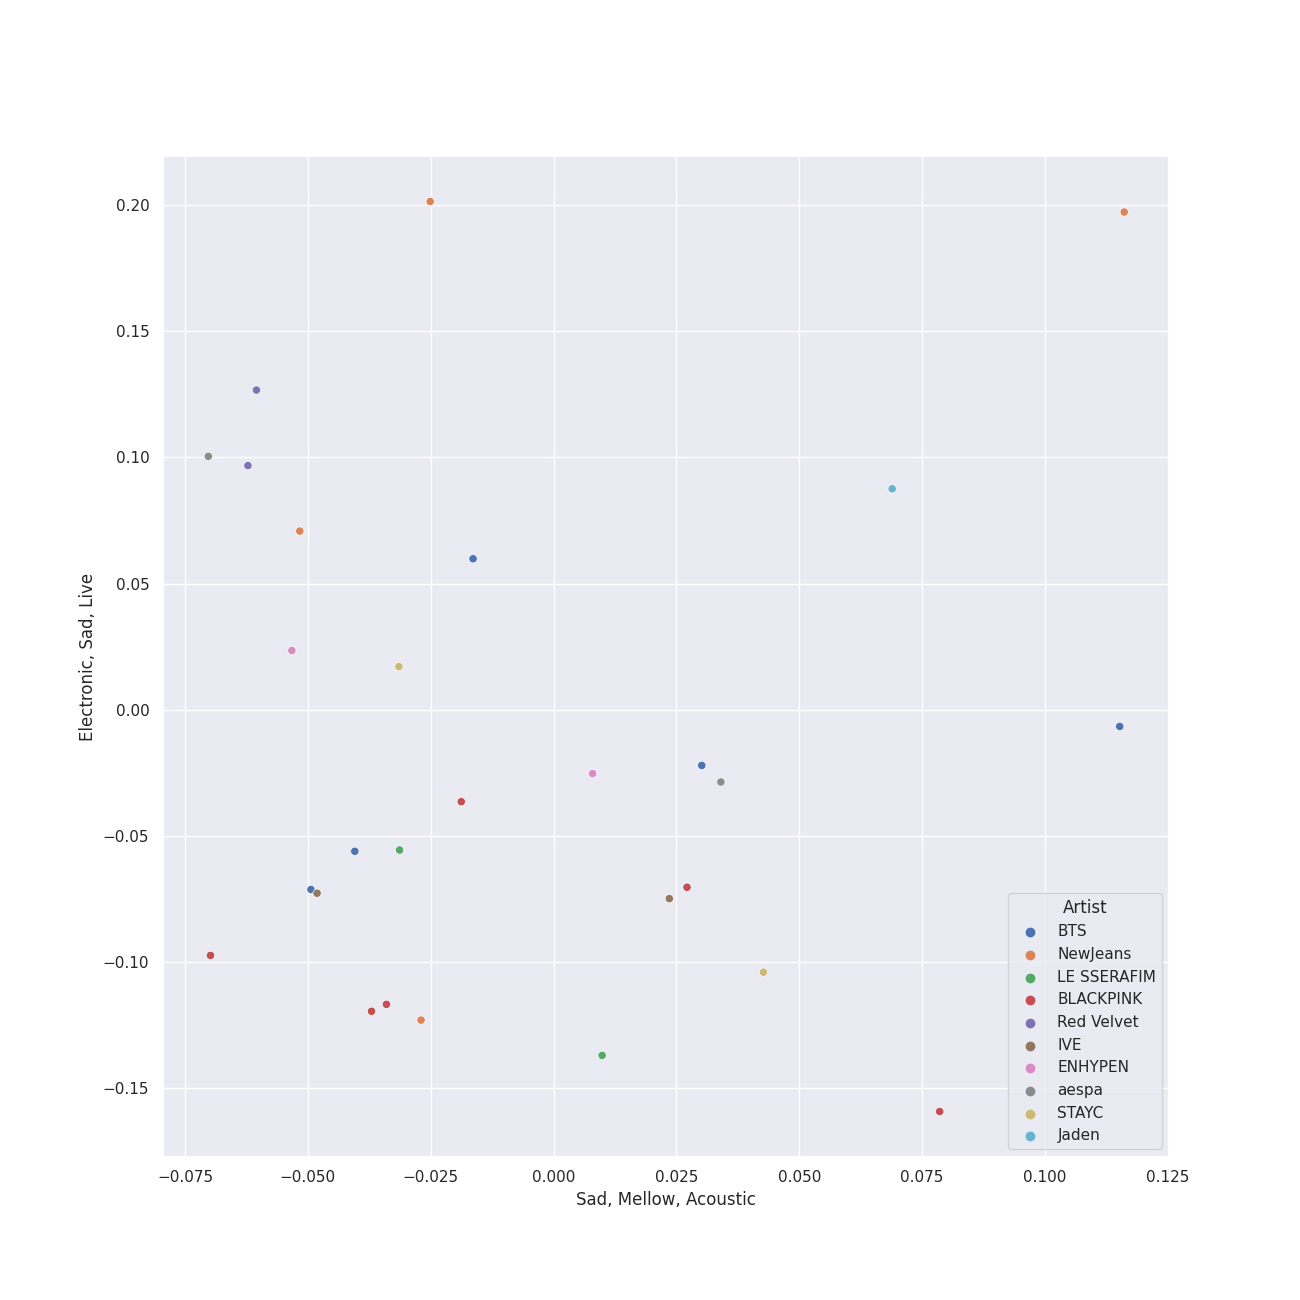 0.20
0.15
0.10
0.05
0.00
−0.05
−0.10
−0.15
Electronic, Sad, Live
−0.075 −0.050 −0.025 0.000 0.025 0.050 0.075 0.100 0.125
Sad, Mellow, Acoustic
Artist
BTS
NewJeans
LE SSERAFIM
BLACKPINK
Red Velvet
IVE
ENHYPEN
aespa
STAYC
Jaden